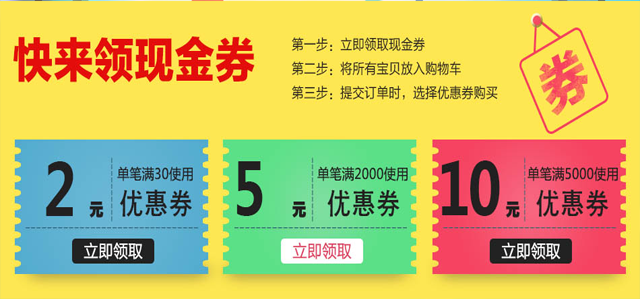 快来领现金券
第一步：立即领取现金券
第二步：将所有宝贝放入购物车
第三步：提交订单时，选择优惠券购买
券
2元
单笔满30使用
优惠券
立即领取
5元
单笔满2000使用
优惠券
立即领取
10元
单笔满5000使用
优惠券
立即领取